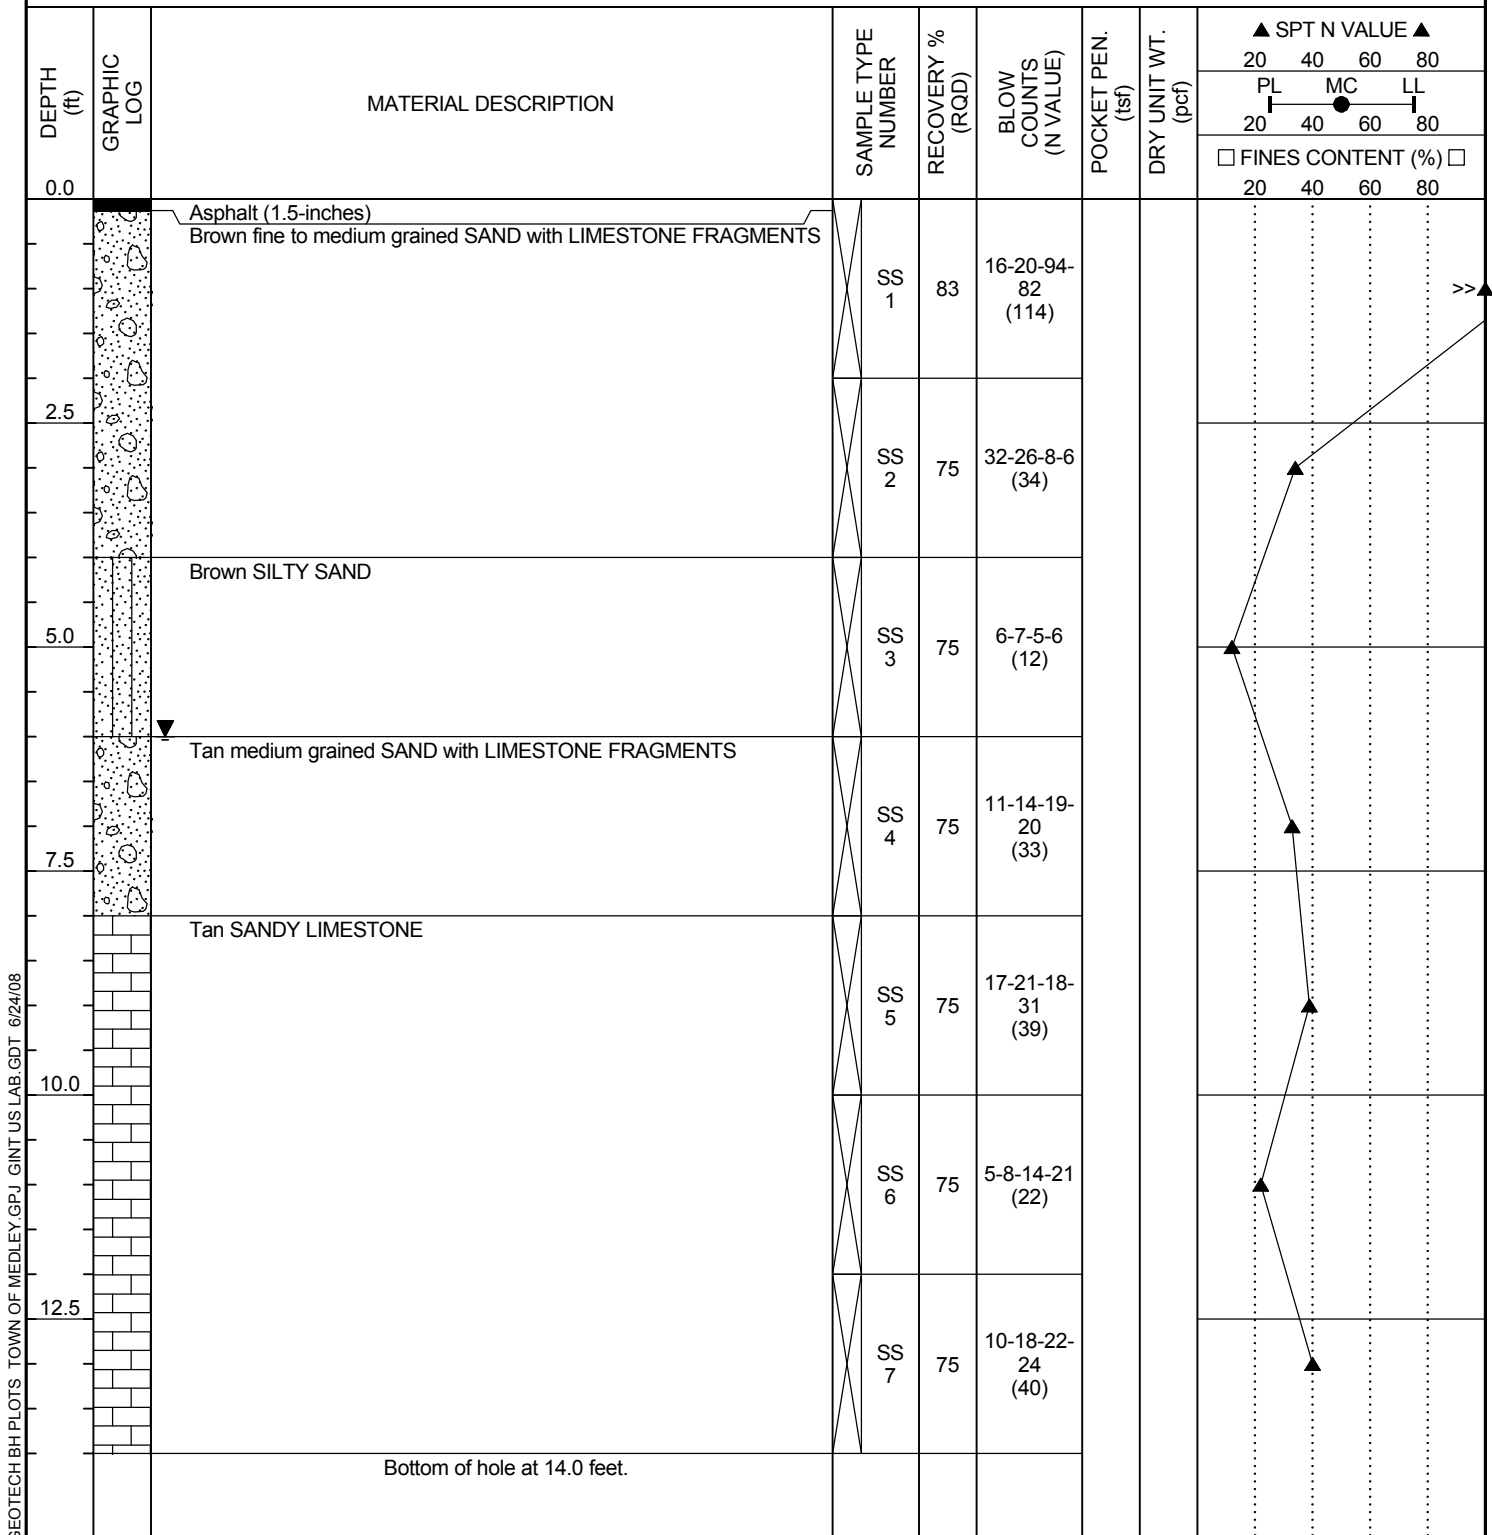 DEPTH
(ft)
GRAPHIC
LOG
MATERIAL DESCRIPTION
SAMPLE TYPE
NUMBER
RECOVERY %
(RQD)
BLOW
COUNTS
(N VALUE)
POCKET PEN.
(tsf)
DRY UNIT WT.
(pcf)
▲ SPT N VALUE ▲
20 40 60 80
PL MC LL
20 40 60 80
□ FINES CONTENT (%) □
20 40 60 80
0.0
Asphalt (1.5-inches)
Brown fine to medium grained SAND with LIMESTONE FRAGMENTS
SS
1
83
16-20-94-
82
(114)
>>
2.5
SS
2
75
32-26-8-6
(34)
Brown SILTY SAND
5.0
SS
3
75
6-7-5-6
(12)
Tan medium grained SAND with LIMESTONE FRAGMENTS
SS
4
75
11-14-19-
20
(33)
7.5
Tan SANDY LIMESTONE
SS
5
75
17-21-18-
31
(39)
10.0
SS
6
75
5-8-14-21
(22)
12.5
SS
7
75
10-18-22-
24
(40)
Bottom of hole at 14.0 feet.
GEOTECH BH PLOTS TOWN OF MEDLEY.GPJ GINT US LAB.GDT 6/24/08